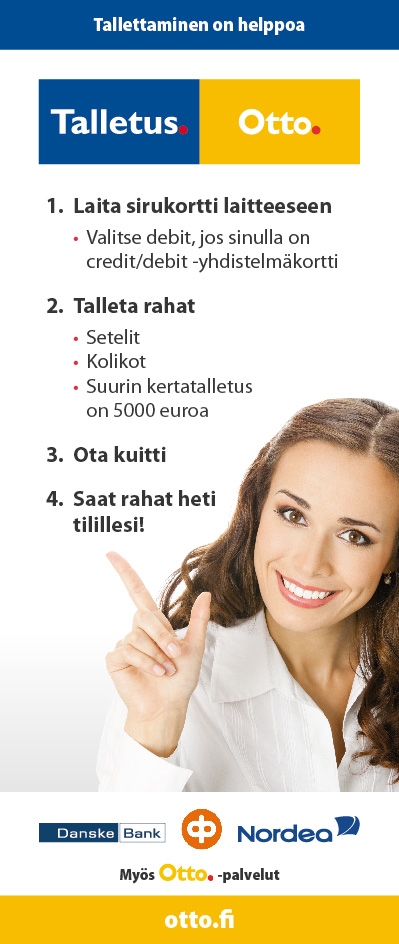 Tallettaminen on helppoa
Talletus. Otto.
1. Laita sirukortti laitteeseen
• Valitse debit, jos sinulla on
credit/debit -yhdistelmäkortti
2. Talleta rahat
• Setelit
• Kolikot
• Suurin kertatalletus
on 5000 euroa
3. Ota kuitti
4. Saat rahat heti
tilillesi!
Danske Bank Nordea
Myös Otto. -palvelut
otto.fi